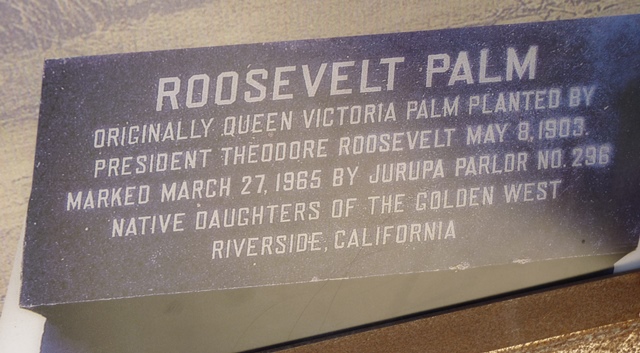 ROOSEVELT PALM
ORIGINALLY QUEEN VICTORIA PALM PLANTED BY
PRESIDENT THEODORE ROOSEVELT MAY 8, 1903.
MARKED MARCH 27, 1965 BY JURUPA PARLOR NO. 296
NATIVE DAUGHTERS OF THE GOLDEN WEST
RIVERSIDE, CALIFORNIA